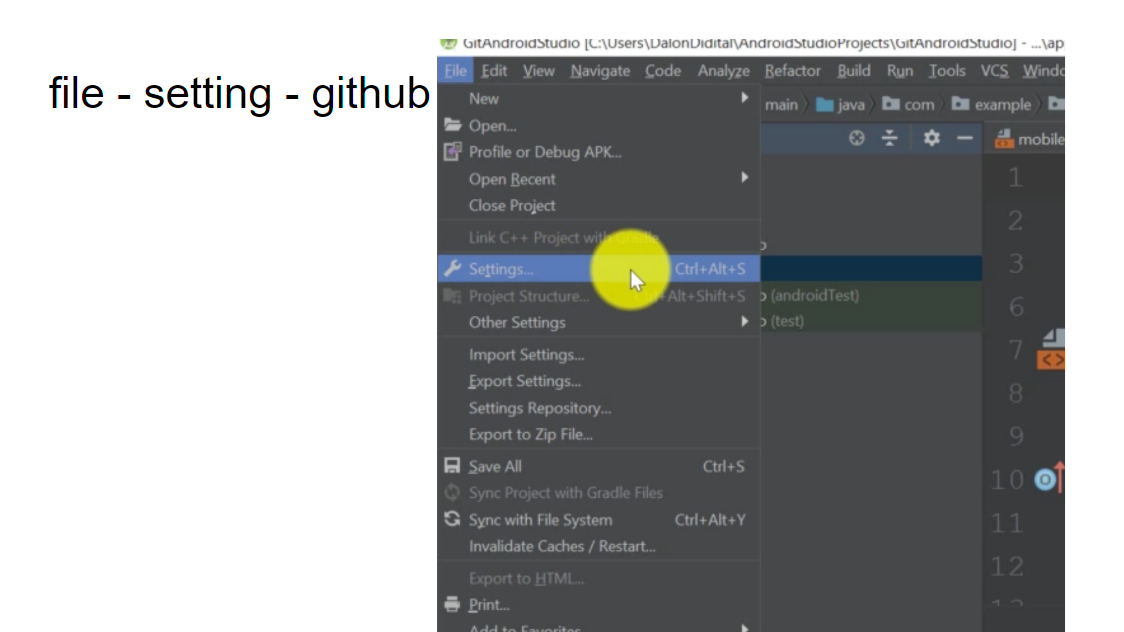 GitAndroidStudio [C:\Users\DalonDidital\AndroidStudioProjects\GitAndroidStudio] - ...\ap
file - setting - github
File Edit View Navigate Code Analyze Refactor Build Run Tools VCS Windo
main java com example
mobile
New
Open...
Profile or Debug APK...
Open Recent
Close Project
Link C++ Project with Gradle
Settings... Ctrl+Alt+S
Project Structure... Ctrl+Alt+Shift+S
Other Settings
Import Settings...
Export Settings...
Settings Repository...
Export to Zip File...
Save All Ctrl+S
Sync Project with Gradle Files
Sync with File System Ctrl+Alt+Y
Invalidate Caches / Restart...
Export to HTML...
Print...
Add to Favorites
(androidTest)
(test)
1
2
3
6
7
8
9
10
11
12
13